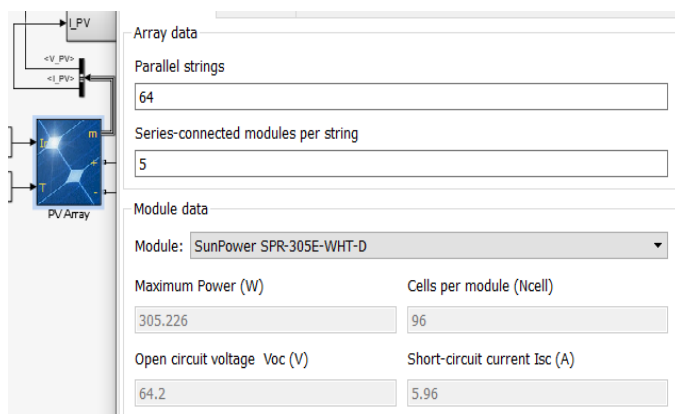 I_PV
<V_PV>
<I_PV>
Ir
m
+
T
-
PV Array
Array data
Parallel strings
64
Series-connected modules per string
5
Module data
Module: SunPower SPR-305E-WHT-D
Maximum Power (W) Cells per module (Ncell)
305.226 96
Open circuit voltage Voc (V) Short-circuit current Isc (A)
64.2 5.96